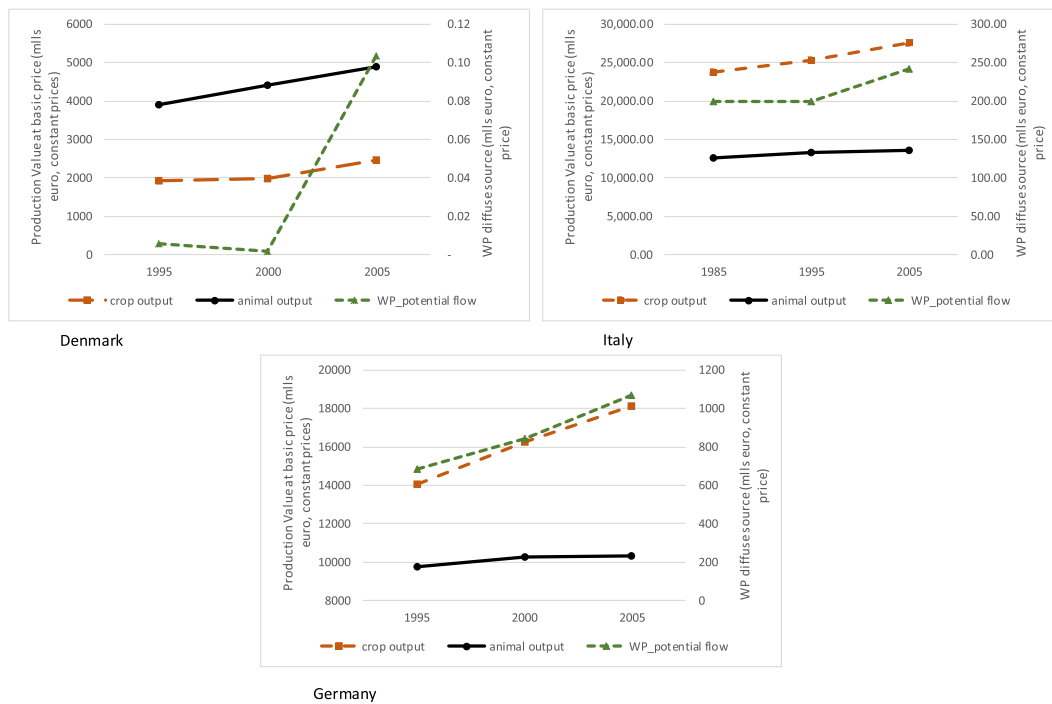 Production Value at basic price (mlls
euro, constant prices)
6000
5000
4000
3000
2000
1000
0
0.12
0.10
0.08
0.06
0.04
0.02
-
WP diffuse source (mlls euro, constant
price)
1995 2000 2005
crop output animal output WP_potential flow
Denmark
Production Value at basic price (mlls
euro, constant prices)
30,000.00
25,000.00
20,000.00
15,000.00
10,000.00
5,000.00
0.00
300.00
250.00
200.00
150.00
100.00
50.00
0.00
WP diffuse source (mlls euro, constant
price)
1985 1995 2005
crop output animal output WP_potential flow
Italy
Production Value at basic price (mlls
euro, constant prices)
20000
18000
16000
14000
12000
10000
8000
1200
1000
800
600
400
200
0
WP diffuse source (mlls euro, constant
price)
1995 2000 2005
crop output animal output WP_potential flow
Germany